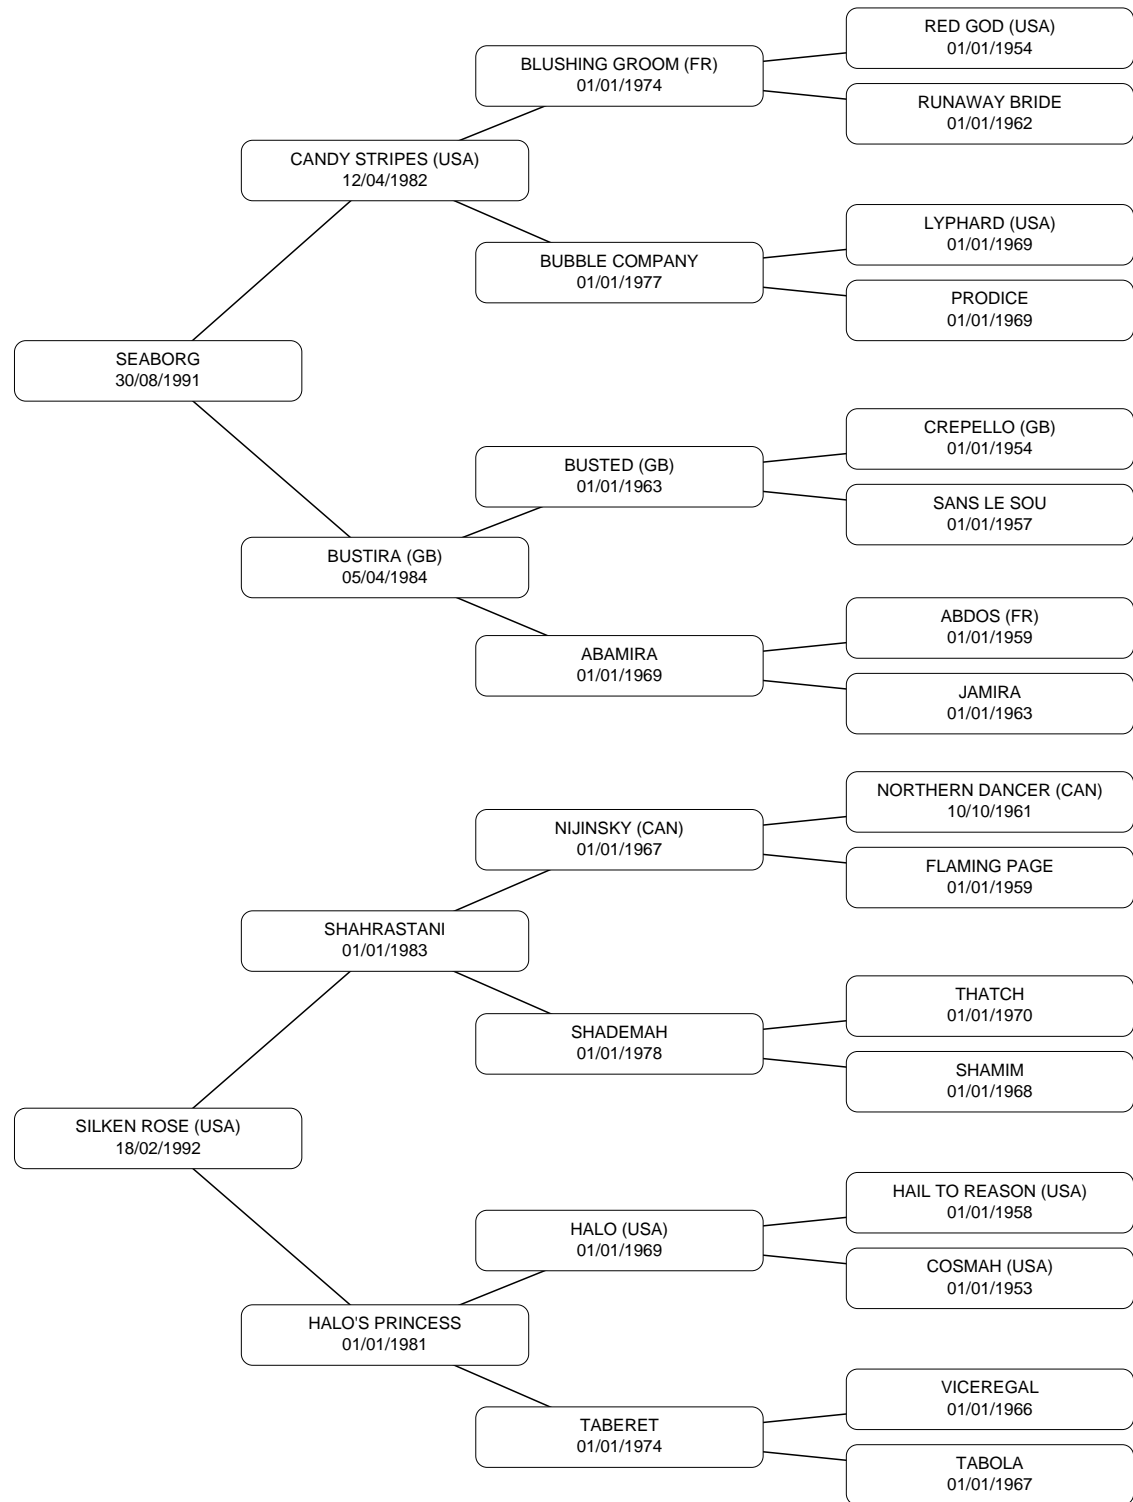 RED GOD (USA)
01/01/1954
BLUSHING GROOM (FR)
01/01/1974
RUNAWAY BRIDE
01/01/1962
CANDY STRIPES (USA)
12/04/1982
LYPHARD (USA)
01/01/1969
BUBBLE COMPANY
01/01/1977
PRODICE
01/01/1969
SEABORG
30/08/1991
CREPELLO (GB)
01/01/1954
BUSTED (GB)
01/01/1963
SANS LE SOU
01/01/1957
BUSTIRA (GB)
05/04/1984
ABDOS (FR)
01/01/1959
ABAMIRA
01/01/1969
JAMIRA
01/01/1963
NORTHERN DANCER (CAN)
10/10/1961
NIJINSKY (CAN)
01/01/1967
FLAMING PAGE
01/01/1959
SHAHRASTANI
01/01/1983
THATCH
01/01/1970
SHADEMAH
01/01/1978
SHAMIM
01/01/1968
SILKEN ROSE (USA)
18/02/1992
HAIL TO REASON (USA)
01/01/1958
HALO (USA)
01/01/1969
COSMAH (USA)
01/01/1953
HALO'S PRINCESS
01/01/1981
VICEREGAL
01/01/1966
TABERET
01/01/1974
TABOLA
01/01/1967